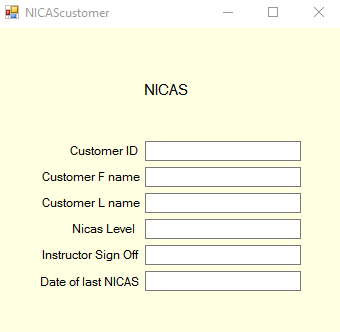 NICAScustomer
NICAS
Customer ID
Customer F name
Customer L name
Nicas Level
Instructor Sign Off
Date of last NICAS